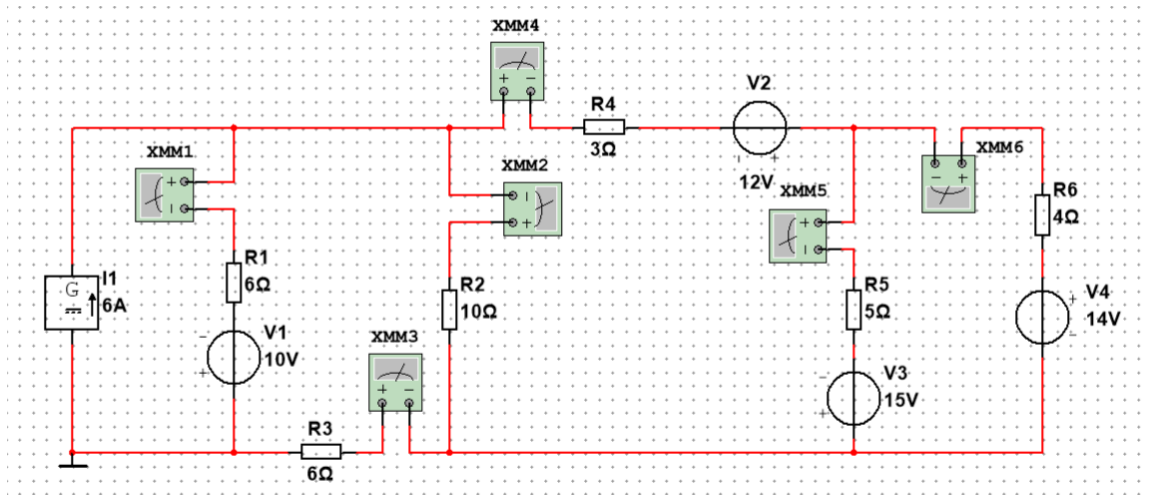 XMM4
V2
R4
3Ω
12V
XMM1
XMM2
XMM5
XMM6
R6
4Ω
I1
6A
G
R1
6Ω
R2
10Ω
R5
5Ω
V4
14V
V1
10V
XMM3
V3
15V
R3
6Ω